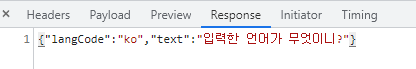 Headers Payload Preview Response Initiator Timing
1 {"langCode":"ko","text":"입력한 언어가 무엇이니?"}